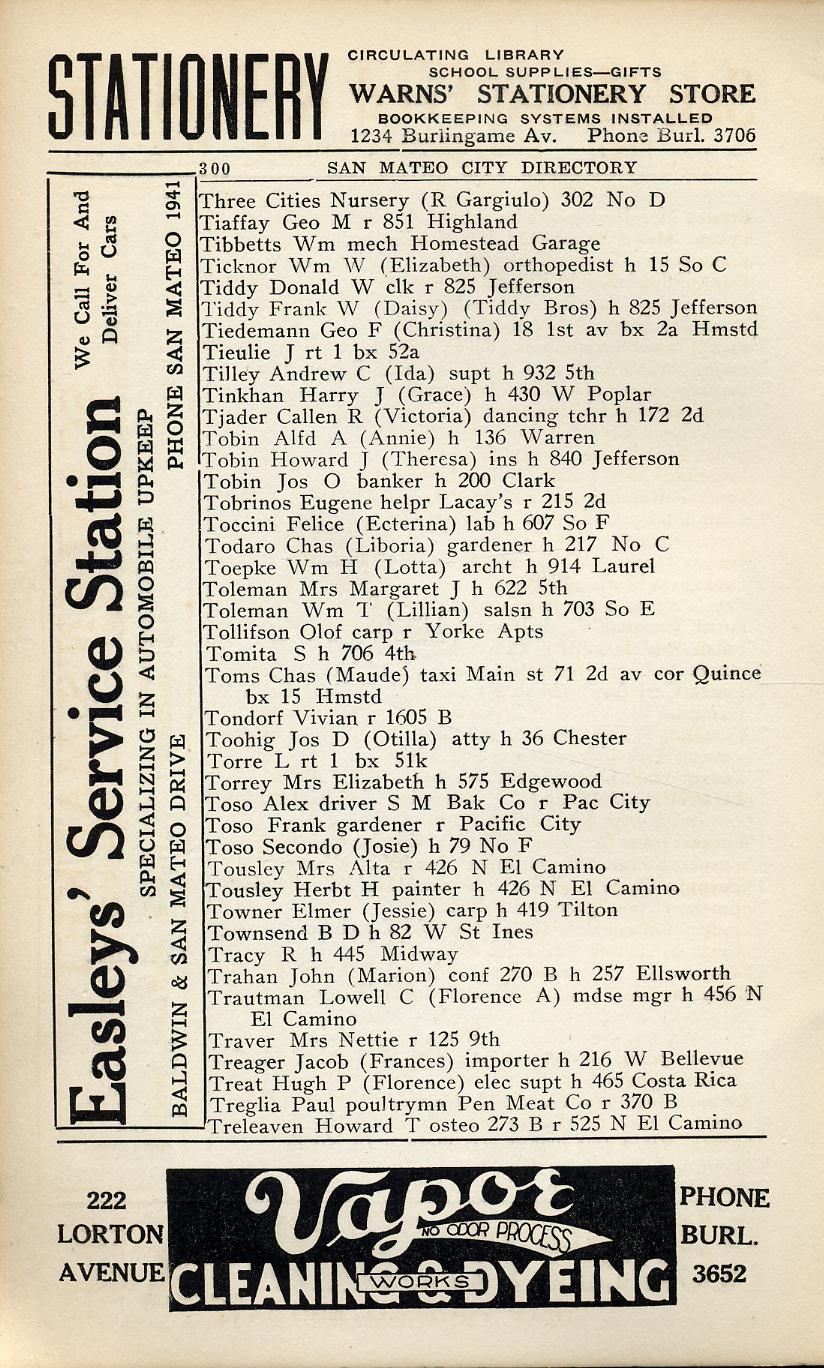 STATIONERY
CIRCULATING LIBRARY
SCHOOL SUPPLIES—GIFTS
WARNS' STATIONERY STORE
BOOKKEEPING SYSTEMS INSTALLED
1234 Burlingame Av. Phone Burl. 3706
300 SAN MATEO CITY DIRECTORY
Easleys' Service Station
We Call For And
Deliver Cars
SPECIALIZING IN AUTOMOBILE UPKEEP
BALDWIN & SAN MATEO DRIVE PHONE SAN MATEO 1941
Three Cities Nursery (R Gargiulo) 302 No D
Tiaffay Geo M r 851 Highland
Tibbetts Wm mech Homestead Garage
Ticknor Wm W (Elizabeth) orthopedist h 15 So C
Tiddy Donald W clk r 825 Jefferson
Tiddy Frank W (Daisy) (Tiddy Bros) h 825 Jefferson
Tiedemann Geo F (Christina) 18 1st av bx 2a Hmstd
Tieulie J rt 1 bx 52a
Tilley Andrew C (Ida) supt h 932 5th
Tinkhan Harry J (Grace) h 430 W Poplar
Tjader Callen R (Victoria) dancing tchr h 172 2d
Tobin Alfd A (Annie) h 136 Warren
Tobin Howard J (Theresa) ins h 840 Jefferson
Tobin Jos O banker h 200 Clark
Tobrinos Eugene helpr Lacay's r 215 2d
Toccini Felice (Ecterina) lab h 607 So F
Todaro Chas (Liboria) gardener h 217 No C
Toepke Wm H (Lotta) archt h 914 Laurel
Toleman Mrs Margaret J h 622 5th
Toleman Wm T (Lillian) salsn h 703 So E
Tollifson Olof carp r Yorke Apts
Tomita S h 706 4th
Toms Chas (Maude) taxi Main st 71 2d av cor Quince
bx 15 Hmstd
Tondorf Vivian r 1605 B
Toohig Jos D (Otilla) atty h 36 Chester
Torre L rt 1 bx 51k
Torrey Mrs Elizabeth h 575 Edgewood
Toso Alex driver S M Bak Co r Pac City
Toso Frank gardener r Pacific City
Toso Secondo (Josie) h 79 No F
Tousley Mrs Alta r 426 N El Camino
Tousley Herbt H painter h 426 N El Camino
Towner Elmer (Jessie) carp h 419 Tilton
Townsend B D h 82 W St Ines
Tracy R h 445 Midway
Trahan John (Marion) conf 270 B h 257 Ellsworth
Trautman Lowell C (Florence A) mdse mgr h 456 N
El Camino
Traver Mrs Nettie r 125 9th
Treager Jacob (Frances) importer h 216 W Bellevue
Treat Hugh P (Florence) elec supt h 465 Costa Rica
Treglia Paul poultrymn Pen Meat Co r 370 B
Treleaven Howard T osteo 273 B r 525 N El Camino
222
LORTON
AVENUE
Vapor
NO ODOR PROCESS
CLEANING & DYEING
WORKS
PHONE
BURL.
3652